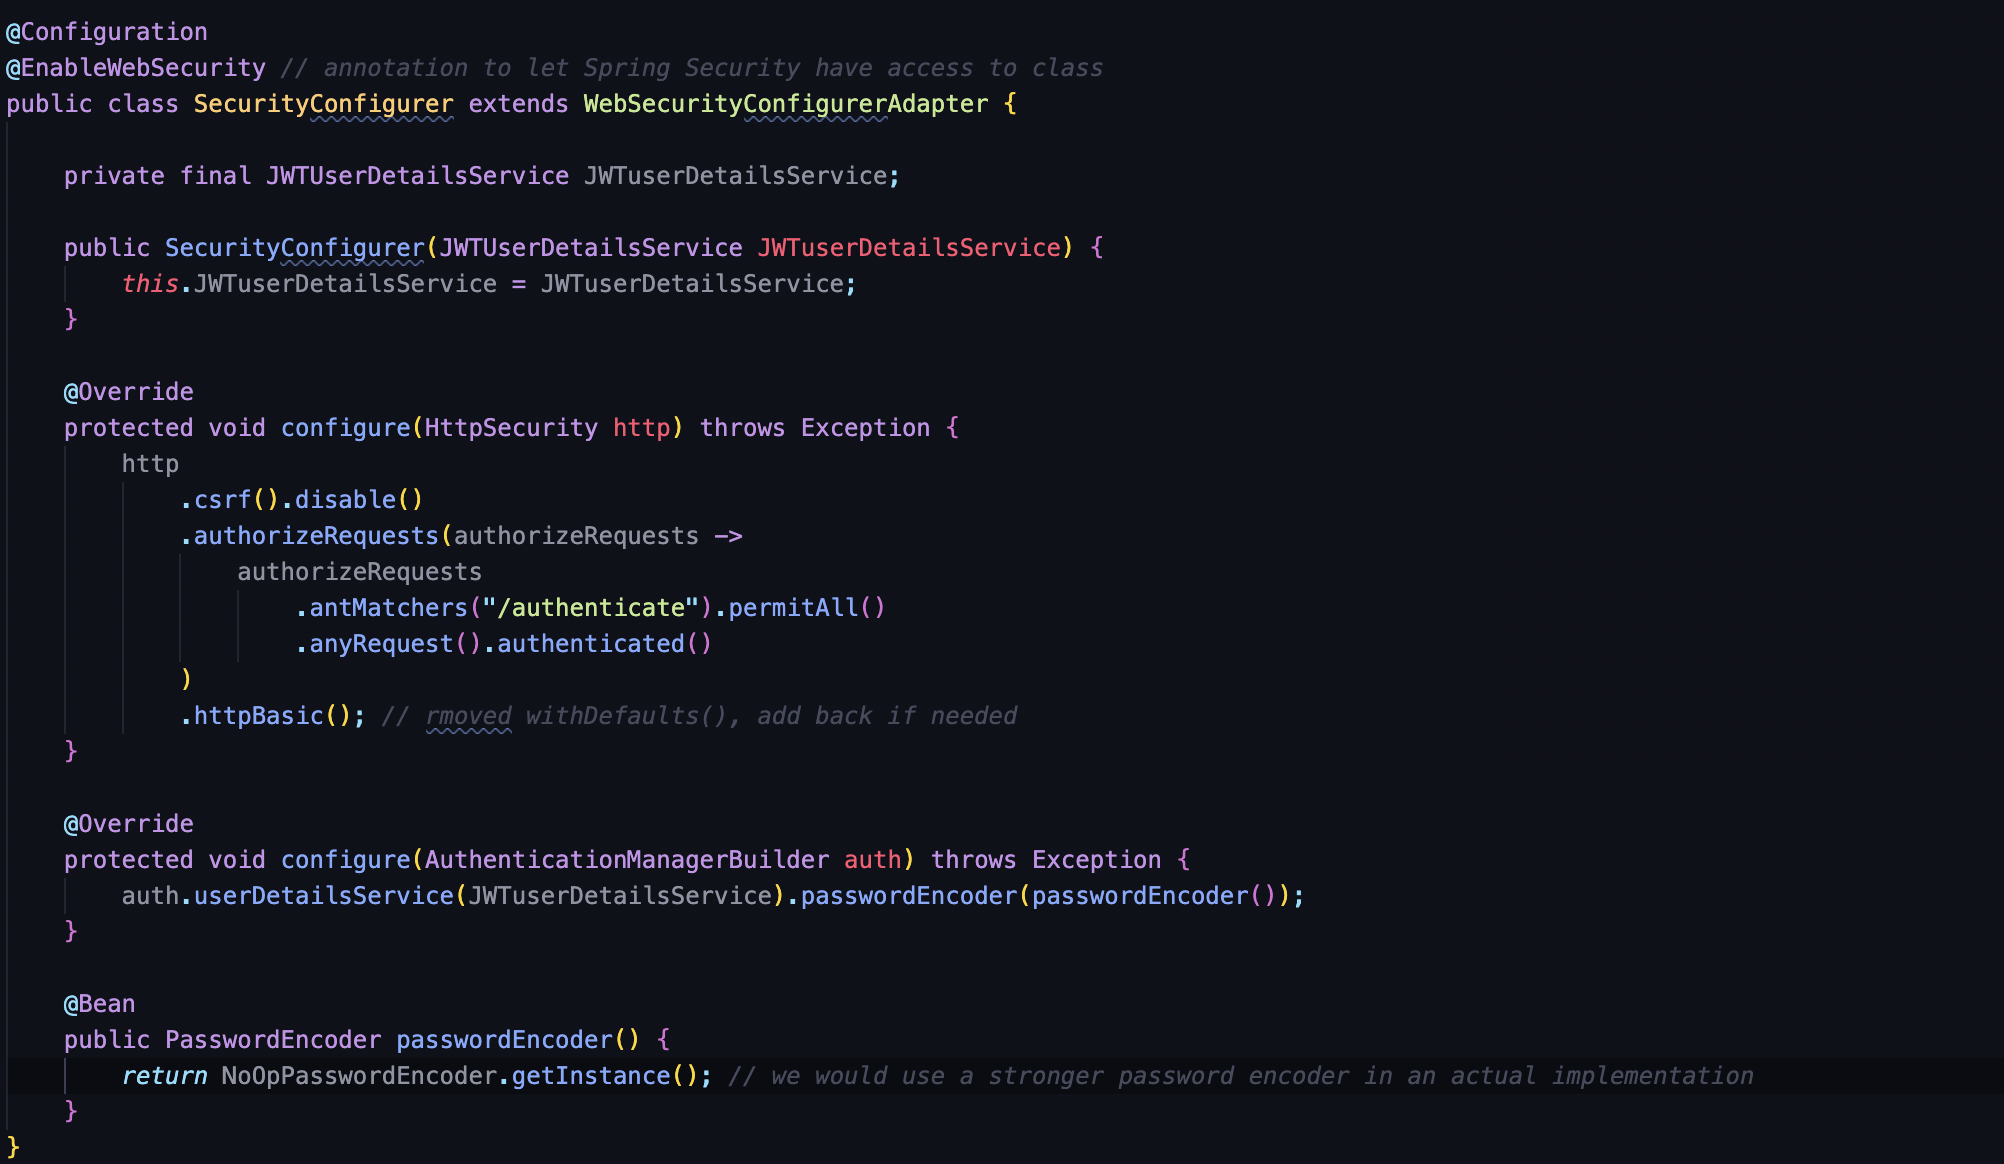 @Configuration
@EnableWebSecurity // annotation to let Spring Security have access to class
public class SecurityConfigurer extends WebSecurityConfigurerAdapter {
private final JWTUserDetailsService JWTuserDetailsService;
public SecurityConfigurer(JWTUserDetailsService JWTuserDetailsService) {
this.JWTuserDetailsService = JWTuserDetailsService;
}
@Override
protected void configure(HttpSecurity http) throws Exception {
http
.csrf().disable()
.authorizeRequests(authorizeRequests ->
authorizeRequests
.antMatchers("/authenticate").permitAll()
.anyRequest().authenticated()
)
.httpBasic(); // rmoved withDefaults(), add back if needed
}
@Override
protected void configure(AuthenticationManagerBuilder auth) throws Exception {
auth.userDetailsService(JWTuserDetailsService).passwordEncoder(passwordEncoder());
}
@Bean
public PasswordEncoder passwordEncoder() {
return NoOpPasswordEncoder.getInstance(); // we would use a stronger password encoder in an actual implementation
}
}